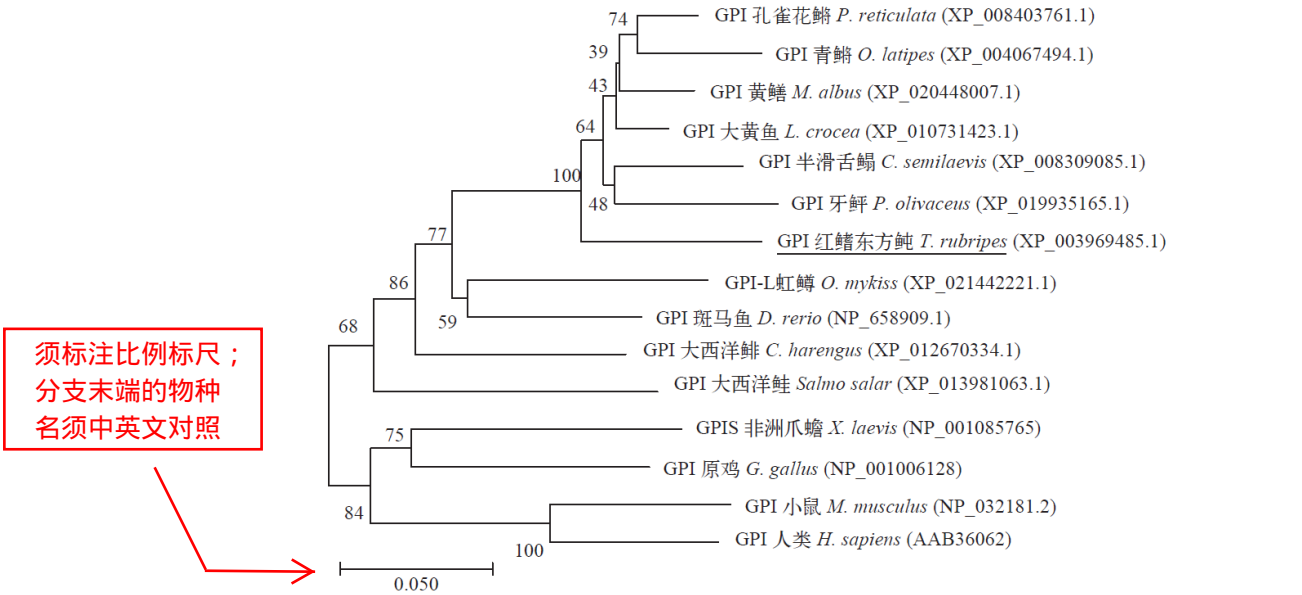 74
GPI 孔雀花鳉 P. reticulata (XP_008403761.1)
39
GPI 青鳉 O. latipes (XP_004067494.1)
43
GPI 黄鳝 M. albus (XP_020448007.1)
64
GPI 大黄鱼 L. crocea (XP_010731423.1)
100
GPI 半滑舌鳎 C. semilaevis (XP_008309085.1)
48
GPI 牙鲆 P. olivaceus (XP_019935165.1)
77
GPI 红鳍东方鲀 T. rubripes (XP_003969485.1)
86
GPI-L虹鳟 O. mykiss (XP_021442221.1)
59
GPI 斑马鱼 D. rerio (NP_658909.1)
68
GPI 大西洋鲱 C. harengus (XP_012670334.1)
GPI 大西洋鲑 Salmo salar (XP_013981063.1)
须标注比例标尺；
分支末端的物种
名须中英文对照
75
GPIS 非洲爪蟾 X. laevis (NP_001085765)
GPI 原鸡 G. gallus (NP_001006128)
84
GPI 小鼠 M. musculus (NP_032181.2)
100
GPI 人类 H. sapiens (AAB36062)
0.050